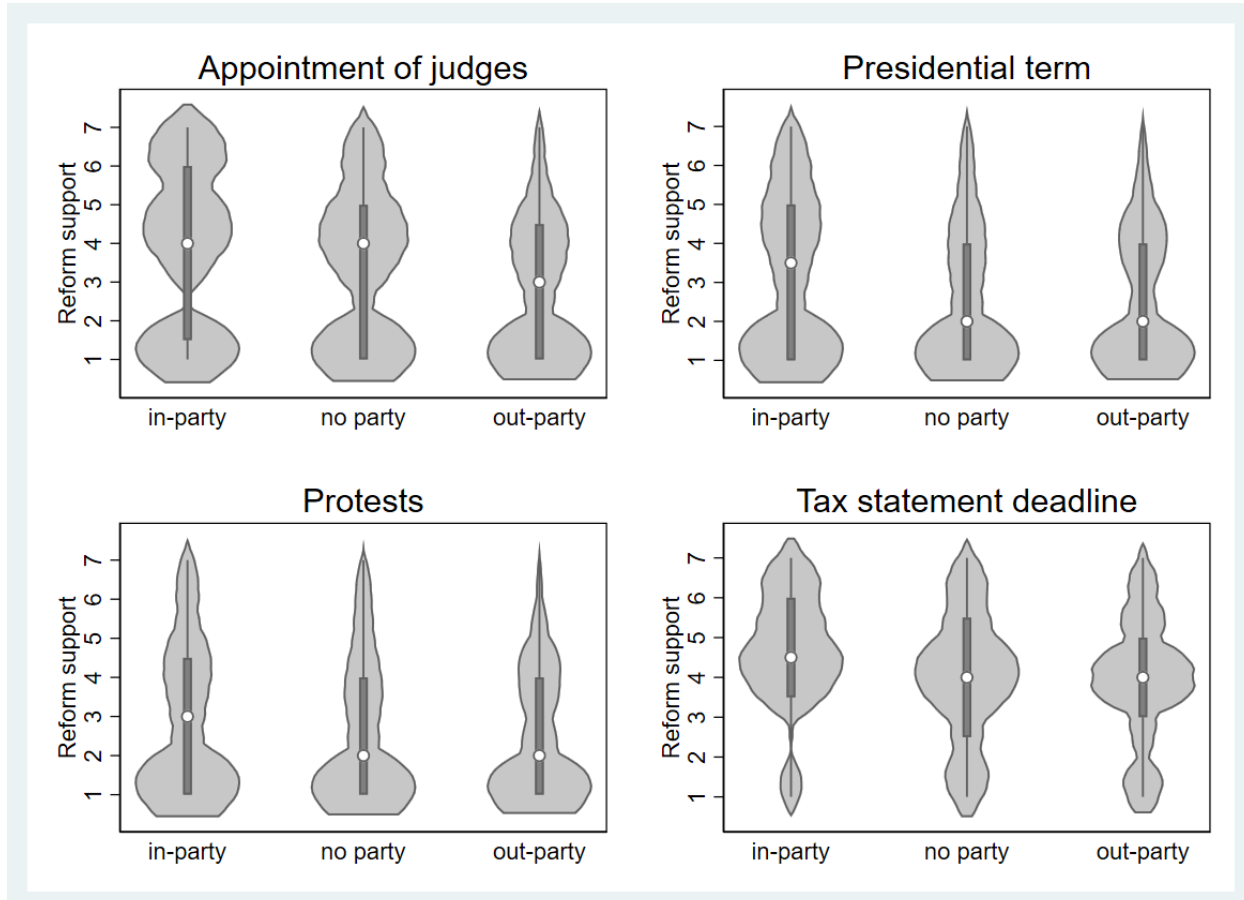 Appointment of judges
Reform support
7
6
5
4
3
2
1
in-party no party out-party
Presidential term
Reform support
7
6
5
4
3
2
1
in-party no party out-party
Protests
Reform support
7
6
5
4
3
2
1
in-party no party out-party
Tax statement deadline
Reform support
7
6
5
4
3
2
1
in-party no party out-party